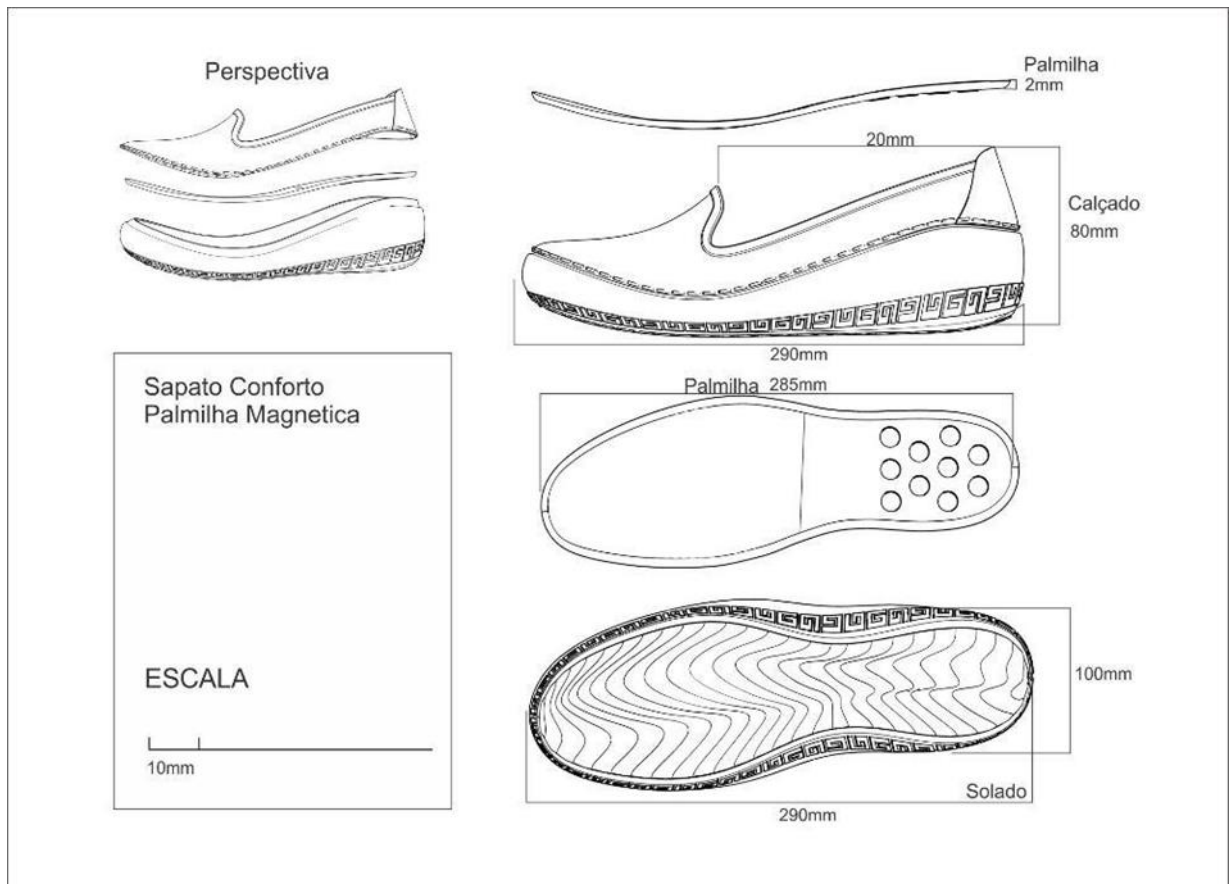 Perspectiva
Palmilha
2mm
20mm
Calçado
80mm
290mm
Sapato Conforto
Palmilha Magnetica
Palmilha 285mm
ESCALA
10mm
100mm
Solado
290mm